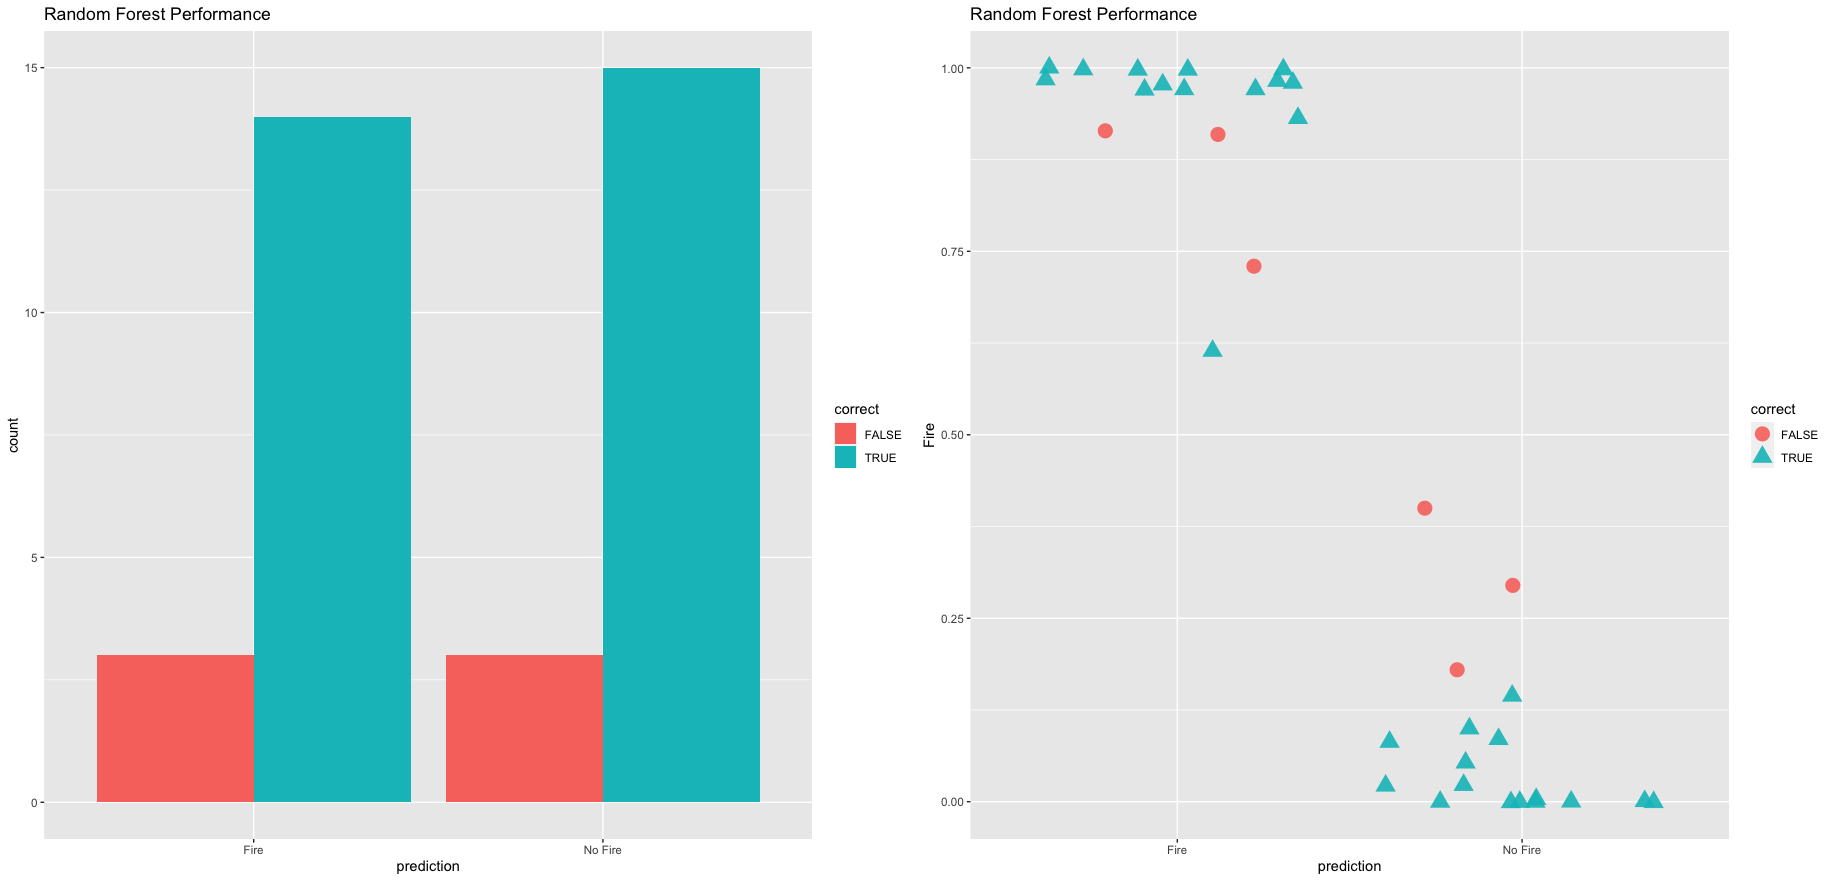 Random Forest Performance
15
10
5
0
count
Fire
No Fire
prediction
correct
FALSE
TRUE
Random Forest Performance
1.00
0.75
0.50
0.25
0.00
Fire
Fire
No Fire
prediction
correct
FALSE
TRUE